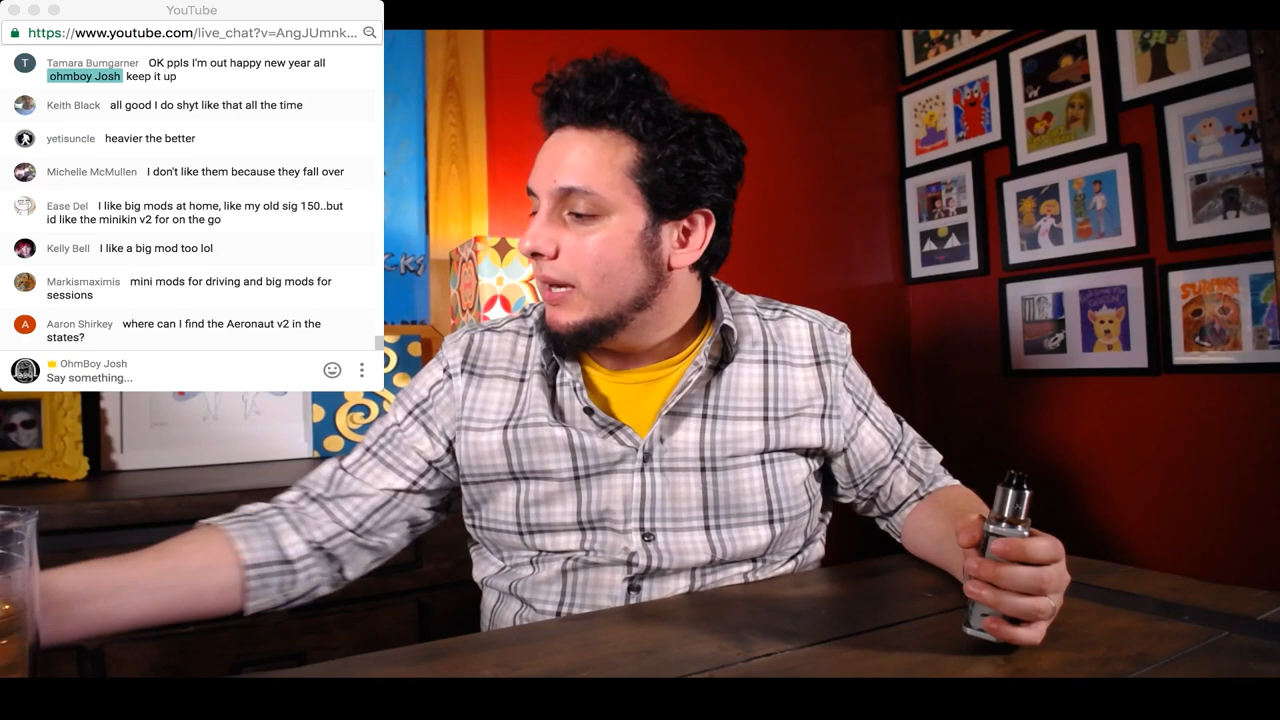 YouTube
https://www.youtube.com/live_chat?v=AngJUmnk...
T Tamara Bumgarner OK ppls I'm out happy new year all
ohmboy Josh keep it up
Keith Black all good I do shyt like that all the time
yetisuncle heavier the better
Michelle McMullen I don't like them because they fall over
Ease Del I like big mods at home, like my old sig 150..but
id like the minikin v2 for on the go
Kelly Bell I like a big mod too lol
Markismaximis mini mods for driving and big mods for
sessions
A Aaron Shirkey where can I find the Aeronaut v2 in the
states?
OhmBoy Josh
Say something...